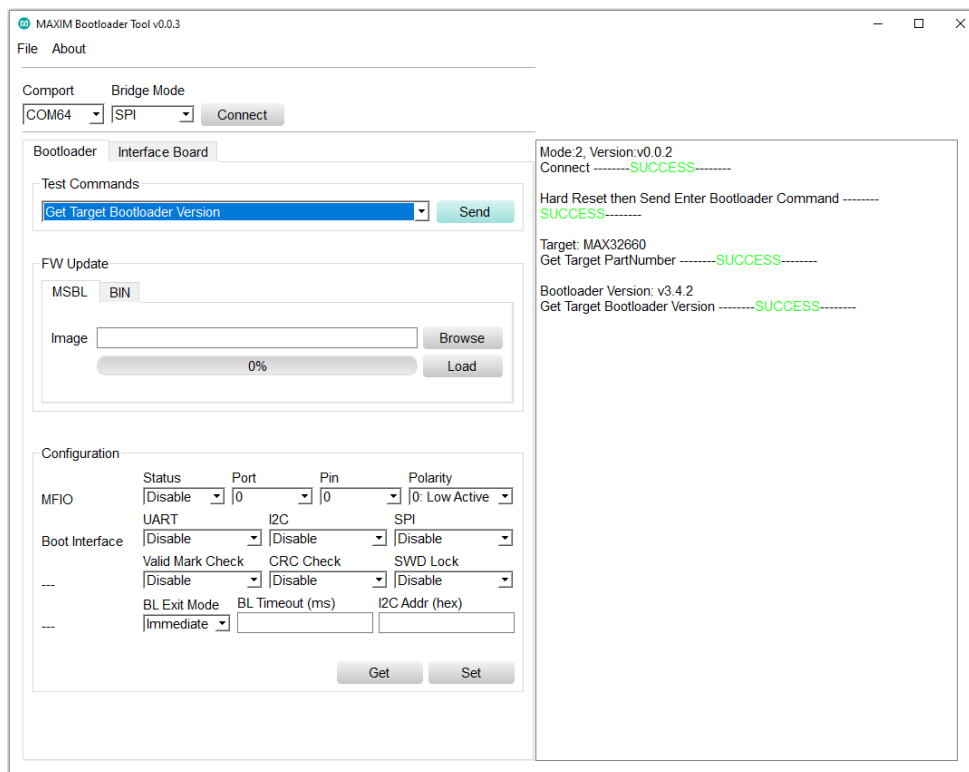 MAXIM Bootloader Tool v0.0.3
File About
Comport Bridge Mode
COM64 SPI Connect
Bootloader Interface Board
Test Commands
Get Target Bootloader Version Send
FW Update
MSBL BIN
Image Browse
0% Load
Configuration
Status Port Pin Polarity
MFIO Disable 0 0 0: Low Active
UART I2C SPI
Boot Interface Disable Disable Disable
Valid Mark Check CRC Check SWD Lock
--- Disable Disable Disable
BL Exit Mode BL Timeout (ms) I2C Addr (hex)
--- Immediate
Get Set
Mode:2, Version:v0.0.2
Connect --------SUCCESS--------
Hard Reset then Send Enter Bootloader Command --------
SUCCESS--------
Target: MAX32660
Get Target PartNumber --------SUCCESS--------
Bootloader Version: v3.4.2
Get Target Bootloader Version --------SUCCESS--------